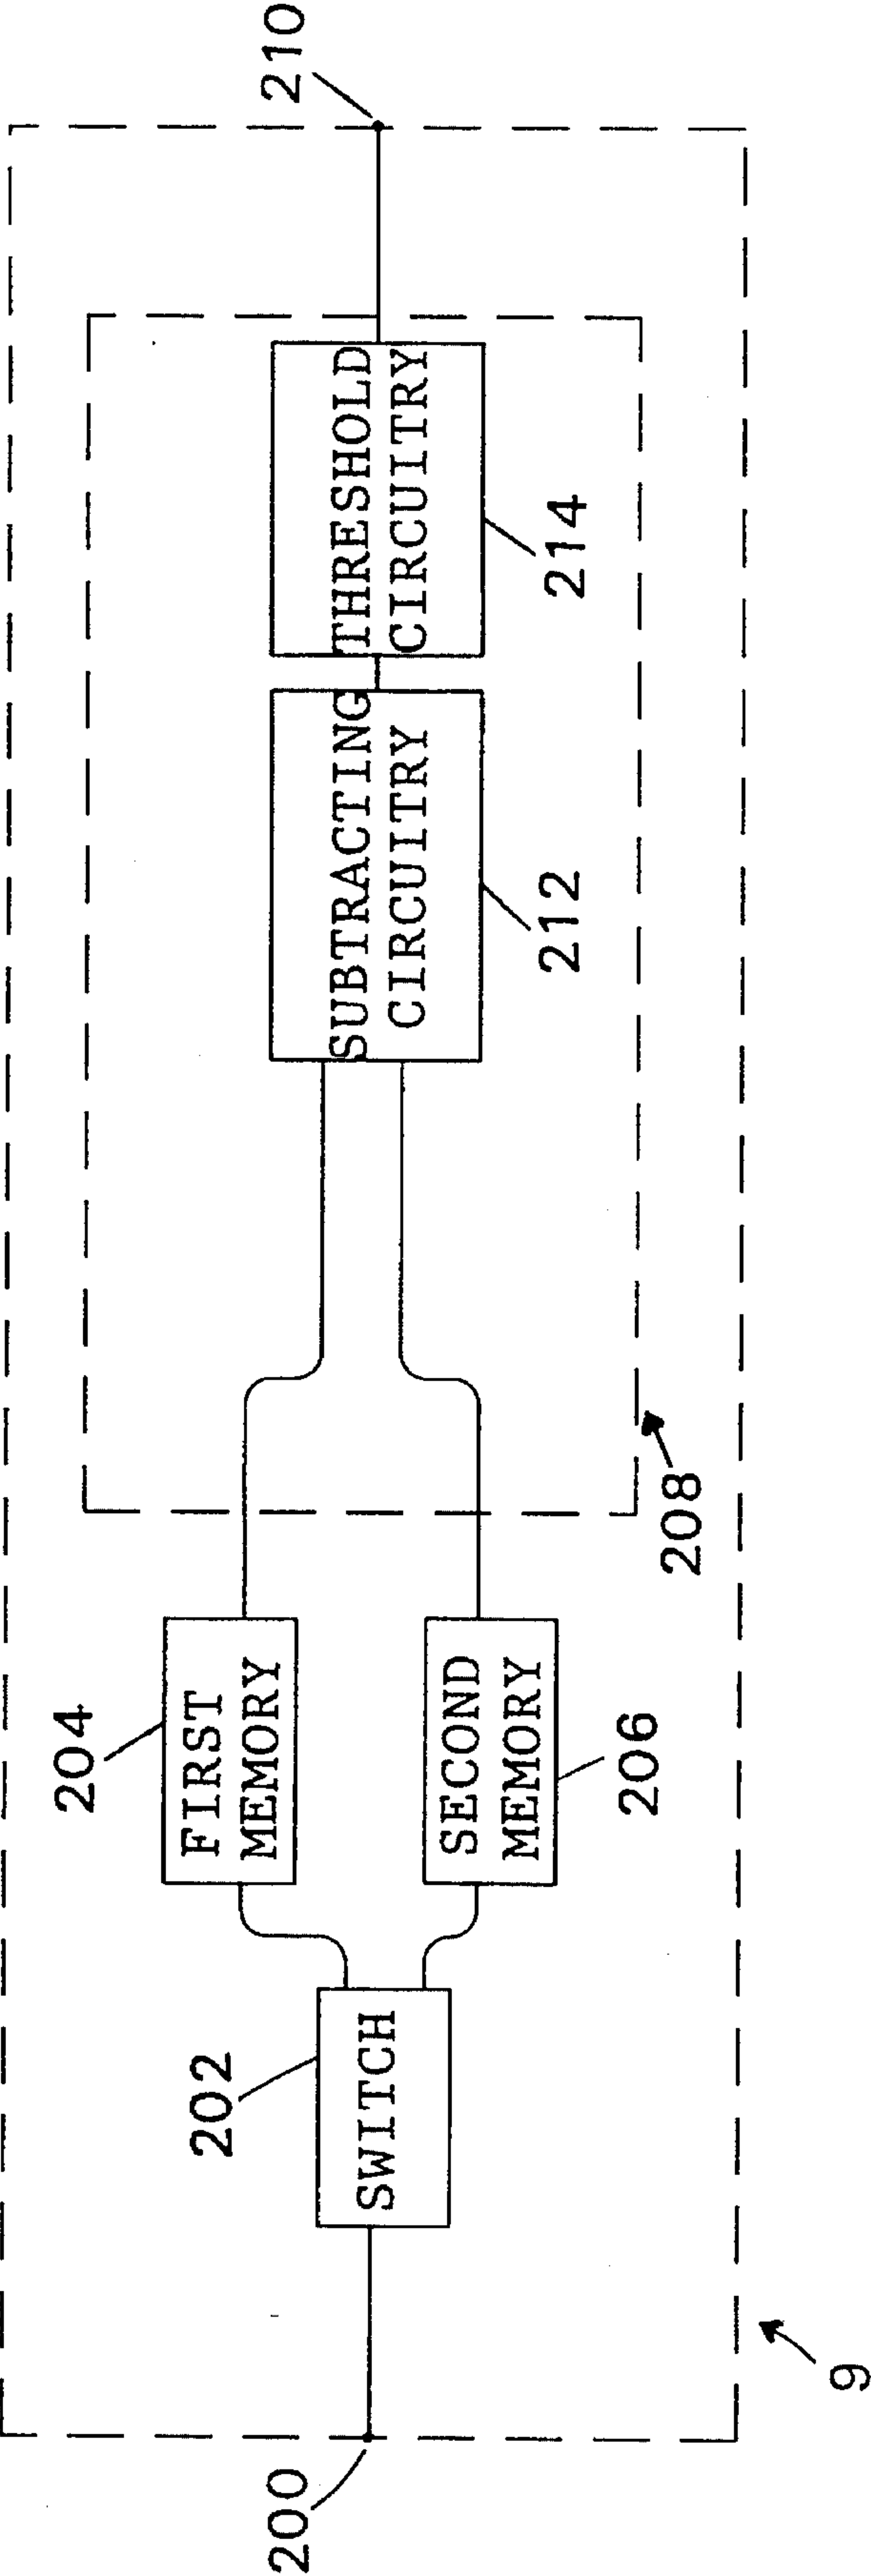 200
202
SWITCH
204
FIRST
MEMORY
SECOND
MEMORY
206
208
SUBTRACTING
CIRCUITRY
212
THRESHOLD
CIRCUITRY
214
210
9